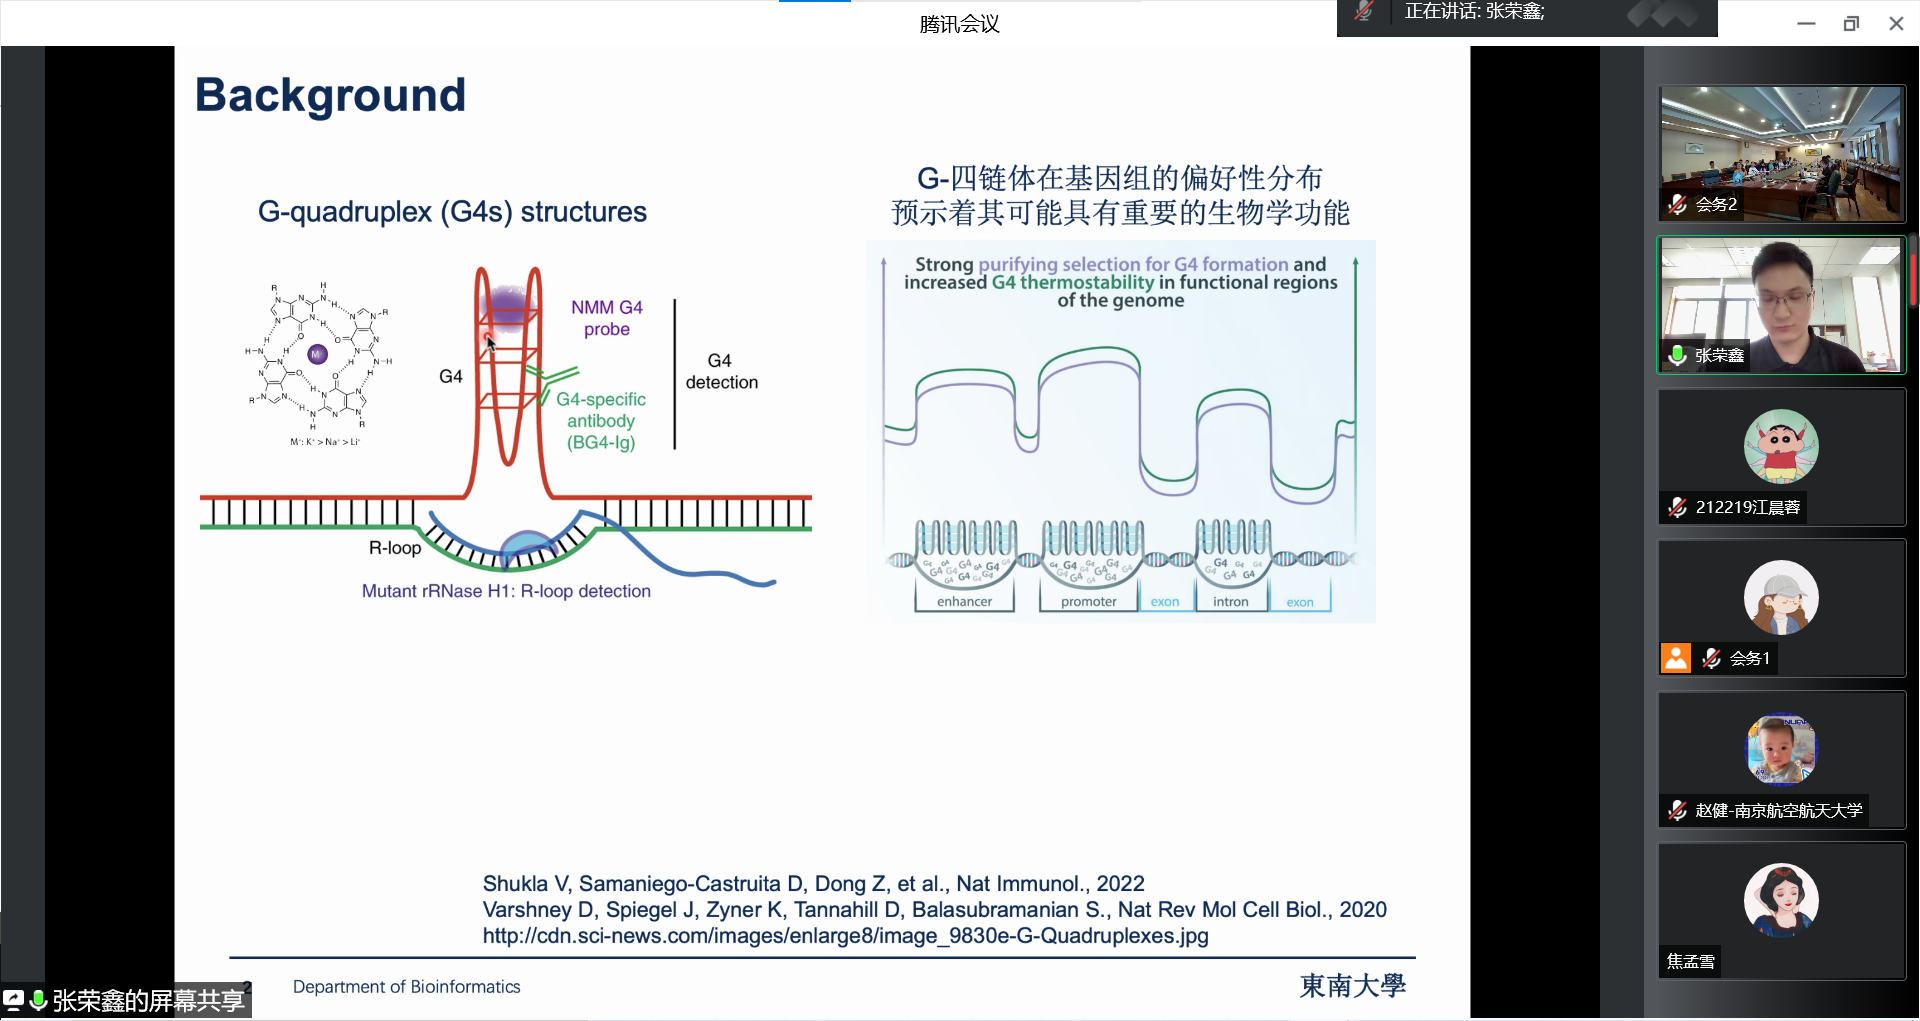 腾讯会议
正在讲话: 张荣鑫;
Background
G-quadruplex (G4s) structures
R
H
N
M
M⁺: K⁺ > Na⁺ > Li⁺
G4
NMM G4
probe
G4-specific
antibody
(BG4-Ig)
G4
detection
R-loop
Mutant rRNase H1: R-loop detection
G-四链体在基因组的偏好性分布
预示着其可能具有重要的生物学功能
Strong purifying selection for G4 formation and
increased G4 thermostability in functional regions
of the genome
G4 G4 G4 G4 G4
enhancer
promoter
exon
intron
exon
Shukla V, Samaniego-Castruita D, Dong Z, et al., Nat Immunol., 2022
Varshney D, Spiegel J, Zyner K, Tannahill D, Balasubramanian S., Nat Rev Mol Cell Biol., 2020
http://cdn.sci-news.com/images/enlarge8/image_9830e-G-Quadruplexes.jpg
2
Department of Bioinformatics
東南大學
张荣鑫的屏幕共享
会务2
张荣鑫
212219江晨蓉
会务1
赵健-南京航空航天大学
焦孟雪